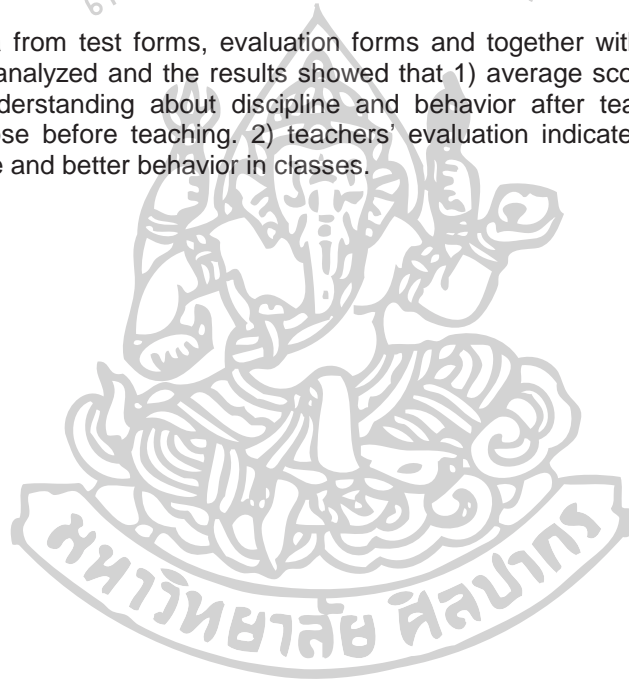 from test forms, evaluation forms and together wit
analyzed and the results showed that 1) average sco
derstanding about discipline and behavior after tea
se before teaching. 2) teachers' evaluation indicate
e and better behavior in classes.
มหาวิทยาลัย ศิลปากร